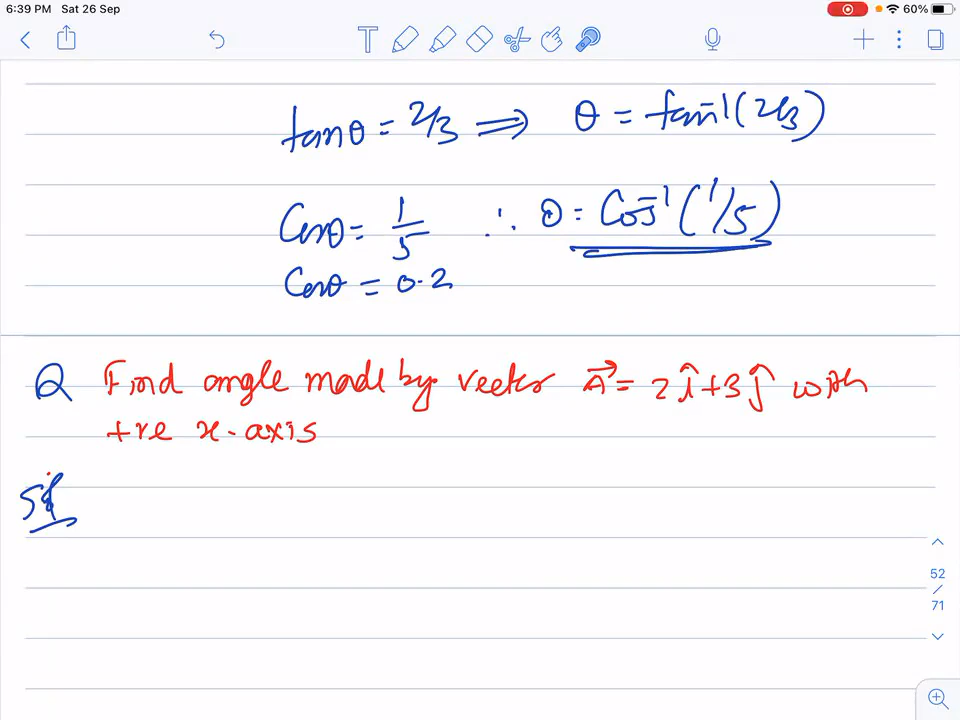 6:39 PM Sat 26 Sep
60%
tanθ = 2/3 ⟹ θ = tan⁻¹(2/3)
Cosθ = 1/5 ∴ θ = Cos⁻¹(1/5)
Cosθ = 0.2
Q Find angle made by vector A⃗ = 2î+3ĵ with
+ve x-axis
Sol
52
/
71